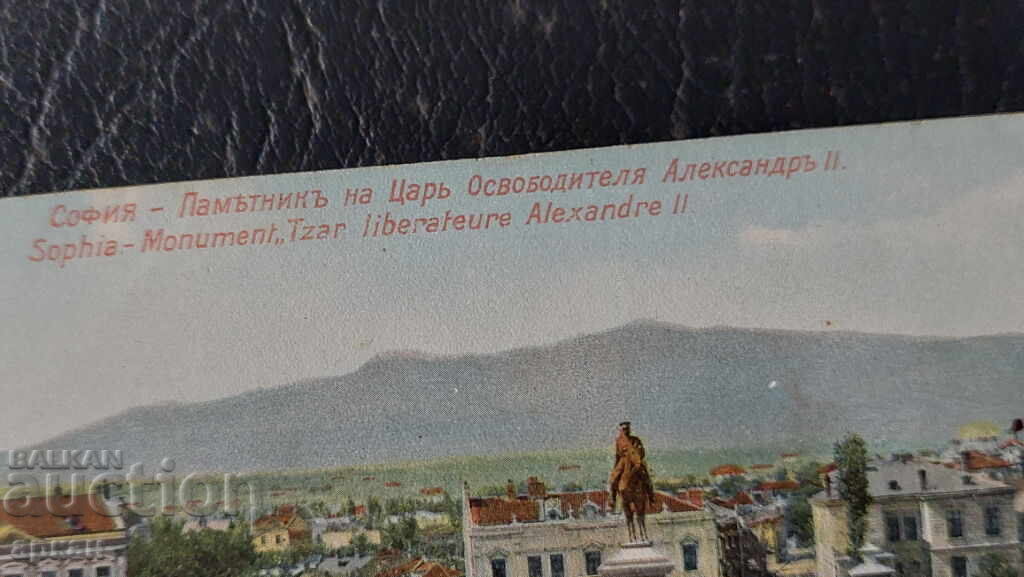 София - Паметникъ на Царь Освободителя Александръ II.
Sophia.- Monument „Tzar liberateure Alexandre II
BALKAN
auction